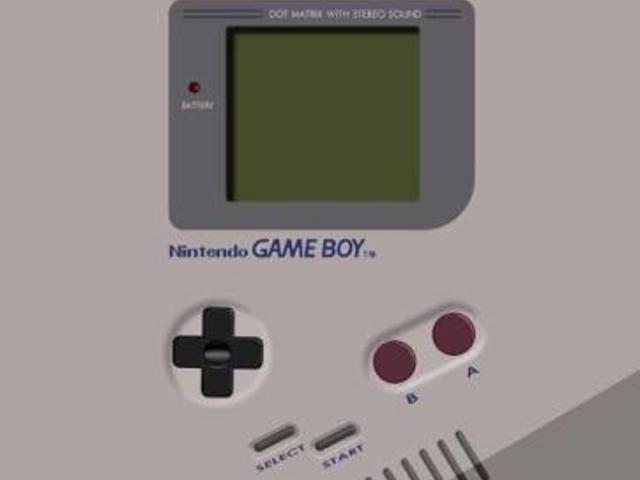 DOT MATRIX WITH STEREO SOUND
BATTERY
Nintendo GAME BOY™
B
A
SELECT
START